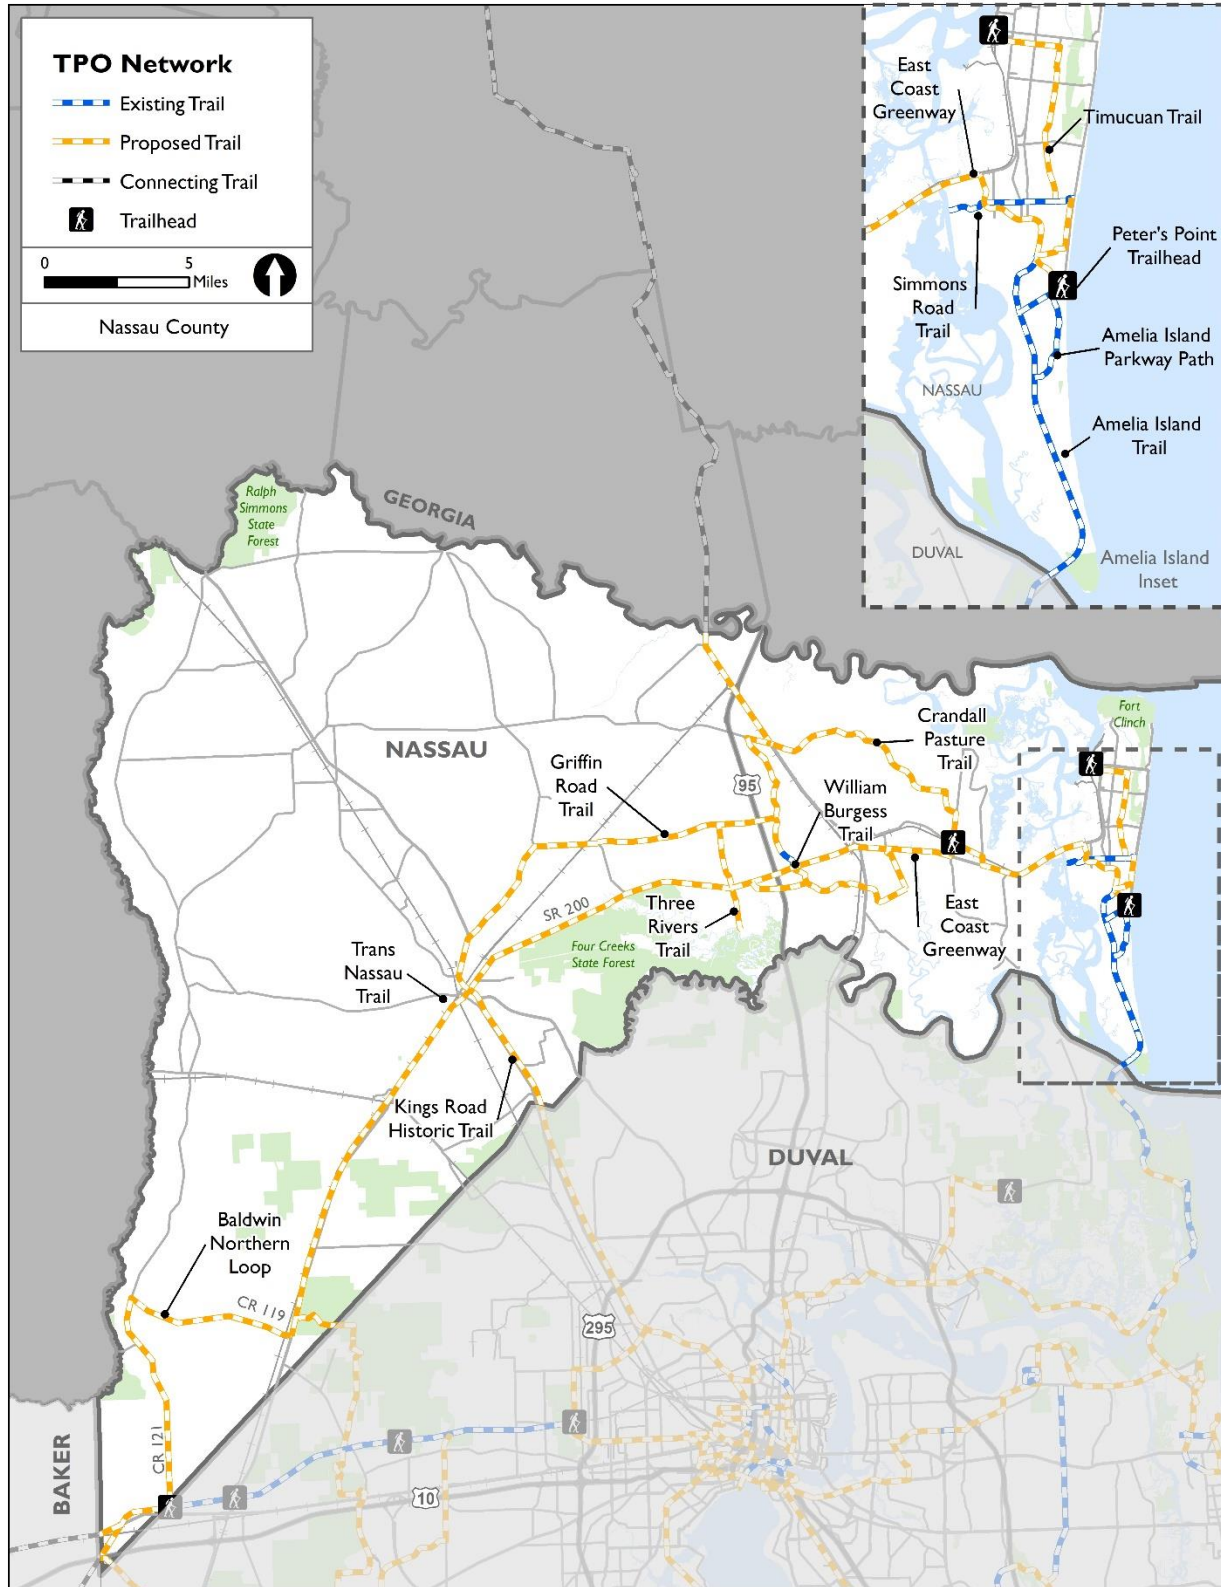 TPO Network
Existing Trail
Proposed Trail
Connecting Trail
Trailhead
0 5
Miles
Nassau County
East
Coast
Greenway
Timucuan Trail
Peter's Point
Trailhead
Simmons
Road
Trail
Amelia Island
Parkway Path
NASSAU
Amelia Island
Trail
DUVAL
Amelia Island
Inset
Ralph
Simmons
State
Forest
GEORGIA
NASSAU
Griffin
Road
Trail
95
Crandall
Pasture
Trail
Fort
Clinch
William
Burgess
Trail
SR 200
Three
Rivers
Trail
East
Coast
Greenway
Four Creeks
State Forest
Trans
Nassau
Trail
Kings Road
Historic Trail
DUVAL
Baldwin
Northern
Loop
CR 119
295
CR 121
BAKER
10